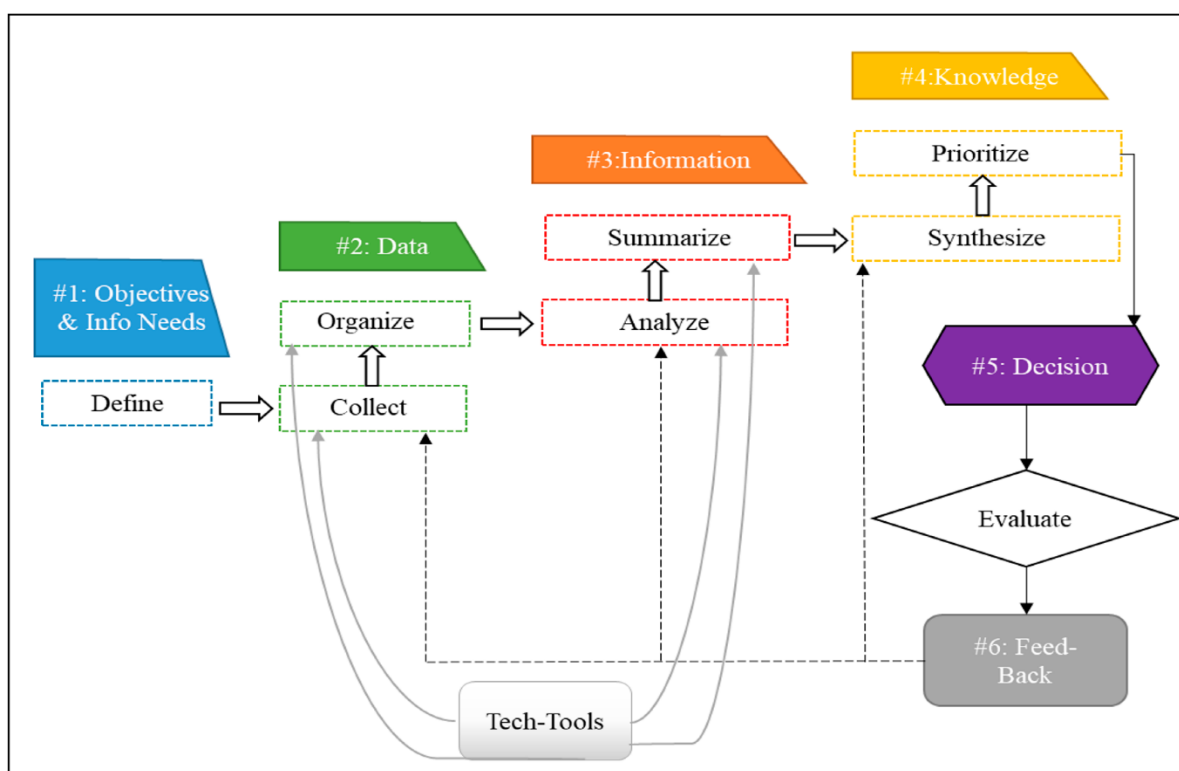 #1: Objectives
& Info Needs
Define
#2: Data
Organize
Collect
#3:Information
Summarize
Analyze
#4:Knowledge
Prioritize
Synthesize
#5: Decision
Evaluate
#6: Feed-
Back
Tech-Tools